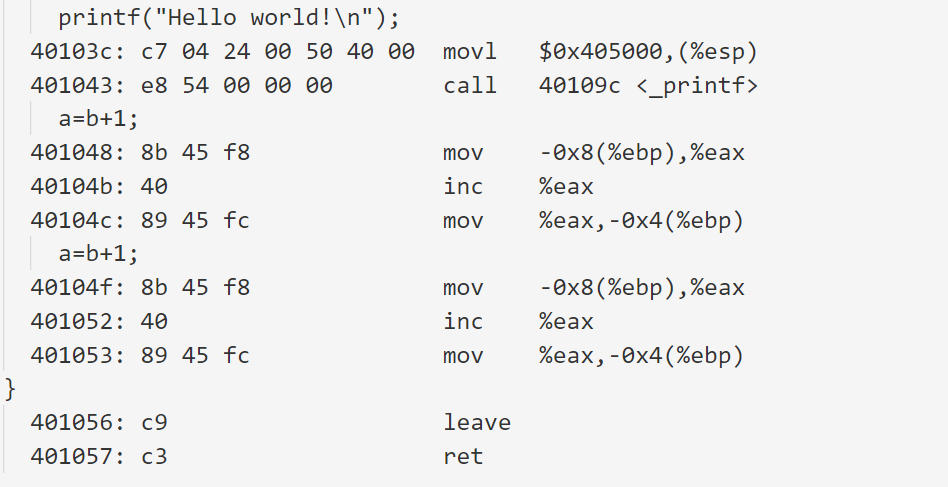 printf("Hello world!\n");
40103c: c7 04 24 00 50 40 00 movl $0x405000,(%esp)
401043: e8 54 00 00 00 call 40109c <_printf>
a=b+1;
401048: 8b 45 f8 mov -0x8(%ebp),%eax
40104b: 40 inc %eax
40104c: 89 45 fc mov %eax,-0x4(%ebp)
a=b+1;
40104f: 8b 45 f8 mov -0x8(%ebp),%eax
401052: 40 inc %eax
401053: 89 45 fc mov %eax,-0x4(%ebp)
}
401056: c9 leave
401057: c3 ret